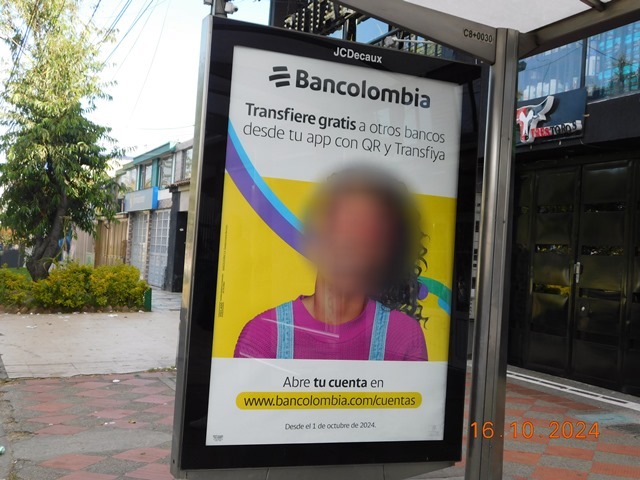 C8+0030
JCDecaux
Bancolombia
Transfiere gratis a otros bancos
desde tu app con QR y Transfiya
Abre tu cuenta en
www.bancolombia.com/cuentas
Desde el 1 de octubre de 2024.
16.10.2024